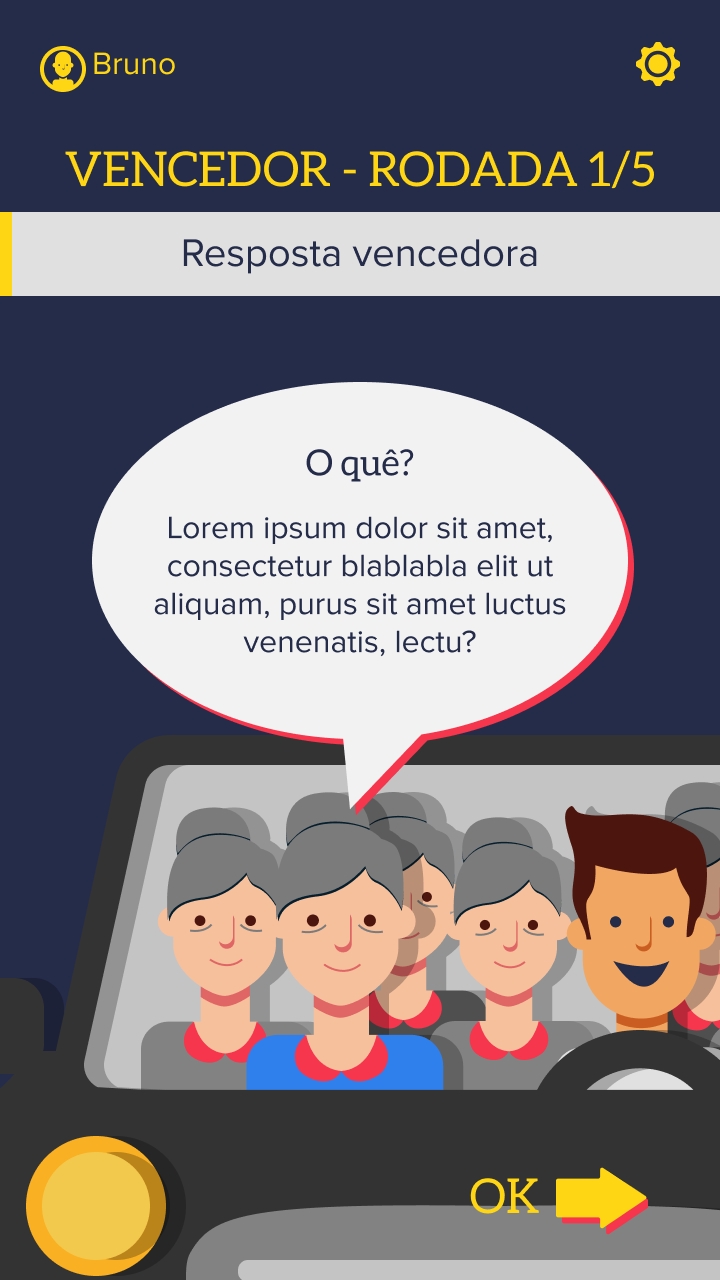 Bruno
VENCEDOR - RODADA 1/5
Resposta vencedora
O quê?
Lorem ipsum dolor sit amet,
consectetur blablabla elit ut
aliquam, purus sit amet luctus
venenatis, lectu?
OK